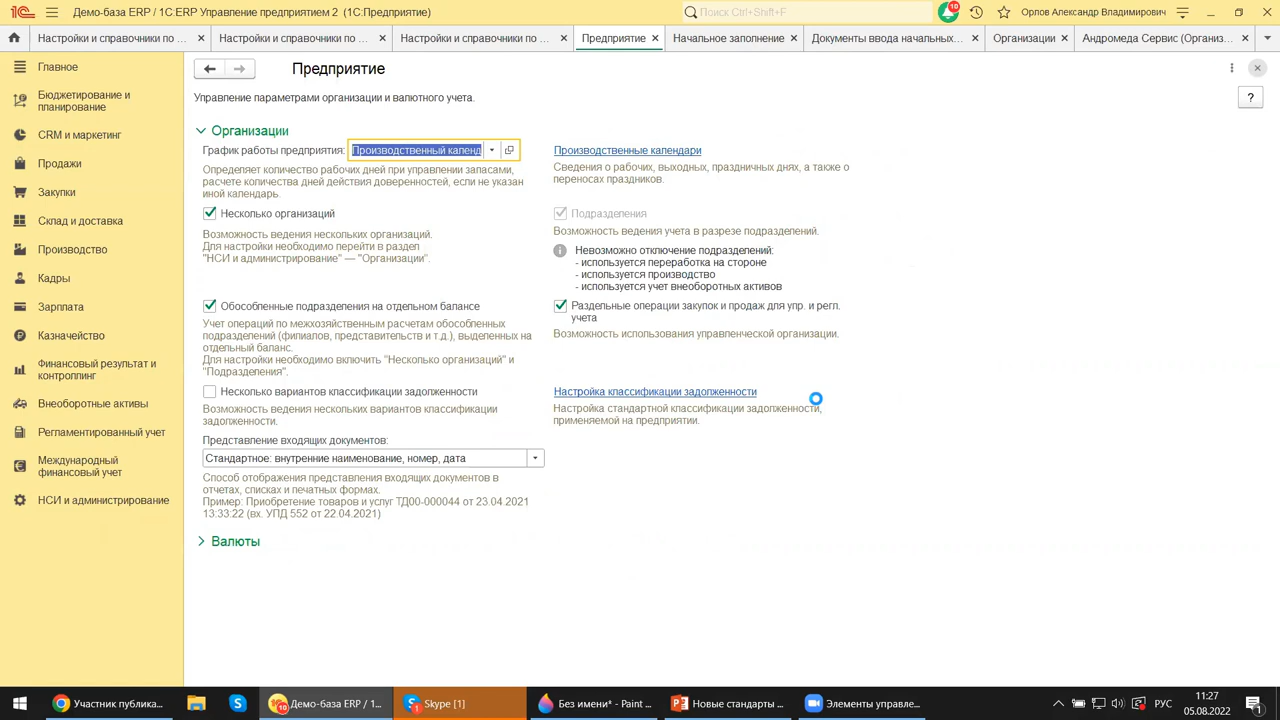 Демо-база ERP / 1С:ERP Управление предприятием 2 (1С:Предприятие)
Поиск Ctrl+Shift+F
10
Орлов Александр Владимирович
Настройки и справочники по ...
Настройки и справочники по ...
Настройки и справочники по ...
Предприятие
Начальное заполнение
Документы ввода начальных...
Организации
Андромеда Сервис (Организ...
Главное
Бюджетирование и
планирование
CRM и маркетинг
Продажи
Закупки
Склад и доставка
Производство
Кадры
Зарплата
Казначейство
Финансовый результат и
контроллинг
Внеоборотные активы
Регламентированный учет
Международный
финансовый учет
НСИ и администрирование
Предприятие
?
Управление параметрами организации и валютного учета.
Организации
График работы предприятия: Производственный календ
Определяет количество рабочих дней при управлении запасами,
расчете количества дней действия доверенностей, если не указан
иной календарь.
Производственные календари
Сведения о рабочих, выходных, праздничных днях, а также о
переносах праздников.
Несколько организаций
Возможность ведения нескольких организаций.
Для настройки необходимо перейти в раздел
"НСИ и администрирование" — "Организации".
Подразделения
Возможность ведения учета в разрезе подразделений.
Невозможно отключение подразделений:
- используется переработка на стороне
- используется производство
- используется учет внеоборотных активов
Обособленные подразделения на отдельном балансе
Учет операций по межхозяйственным расчетам обособленных
подразделений (филиалов, представительств и т.д.), выделенных на
отдельный баланс.
Для настройки необходимо включить "Несколько организаций" и
"Подразделения".
Раздельные операции закупок и продаж для упр. и регл.
учета
Возможность использования управленческой организации.
Несколько вариантов классификации задолженности
Возможность ведения нескольких вариантов классификации
задолженности.
Настройка классификации задолженности
Настройка стандартной классификации задолженности,
применяемой на предприятии.
Представление входящих документов:
Стандартное: внутренние наименование, номер, дата
Способ отображения представления входящих документов в
отчетах, списках и печатных формах.
Пример: Приобретение товаров и услуг ТД00-000044 от 23.04.2021
13:33:22 (вх. УПД 552 от 22.04.2021)
Валюты
Участник публика...
10
Демо-база ERP / 1...
1
Skype [1]
Без имени* - Paint ...
Новые стандарты ...
Элементы управле...
РУС
11:27
05.08.2022
1